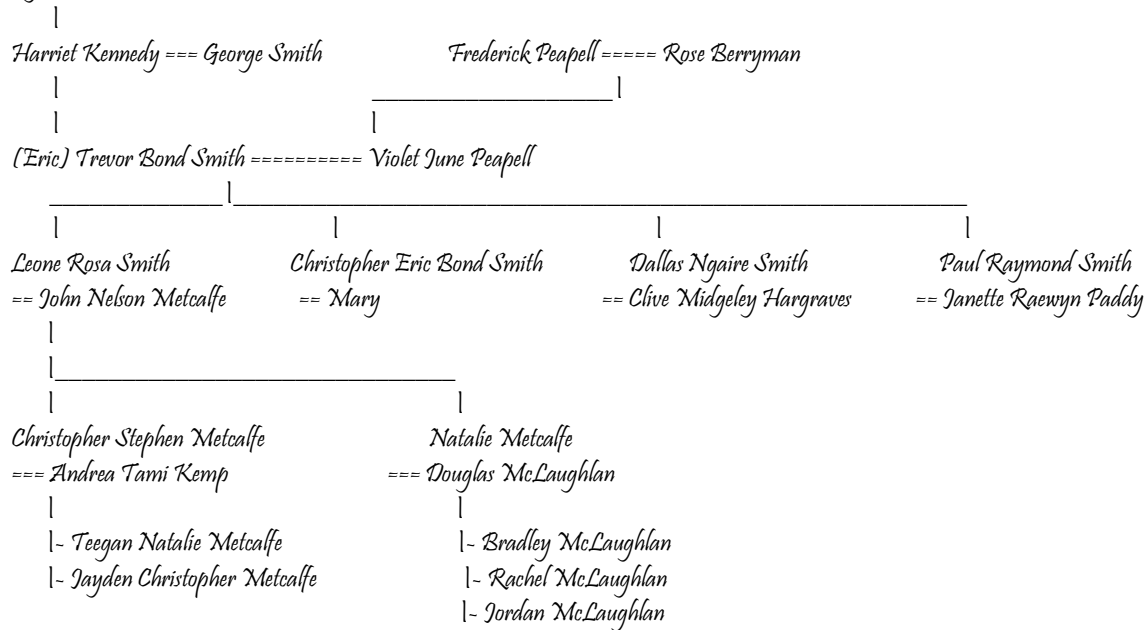 Harriet Kennedy === George Smith Frederick Peapell ===== Rose Berryman
(Eric) Trevor Bond Smith ========== Violet June Peapell
Leone Rosa Smith Christopher Eric Bond Smith Dallas Ngaire Smith Paul Raymond Smith
== John Nelson Metcalfe == Mary == Clive Midgeley Hargraves == Janette Raewyn Paddy
Christopher Stephen Metcalfe Natalie Metcalfe
=== Andrea Tami Kemp === Douglas McLaughlan
|- Teegan Natalie Metcalfe |- Bradley McLaughlan
|- Jayden Christopher Metcalfe |- Rachel McLaughlan
|- Jordan McLaughlan